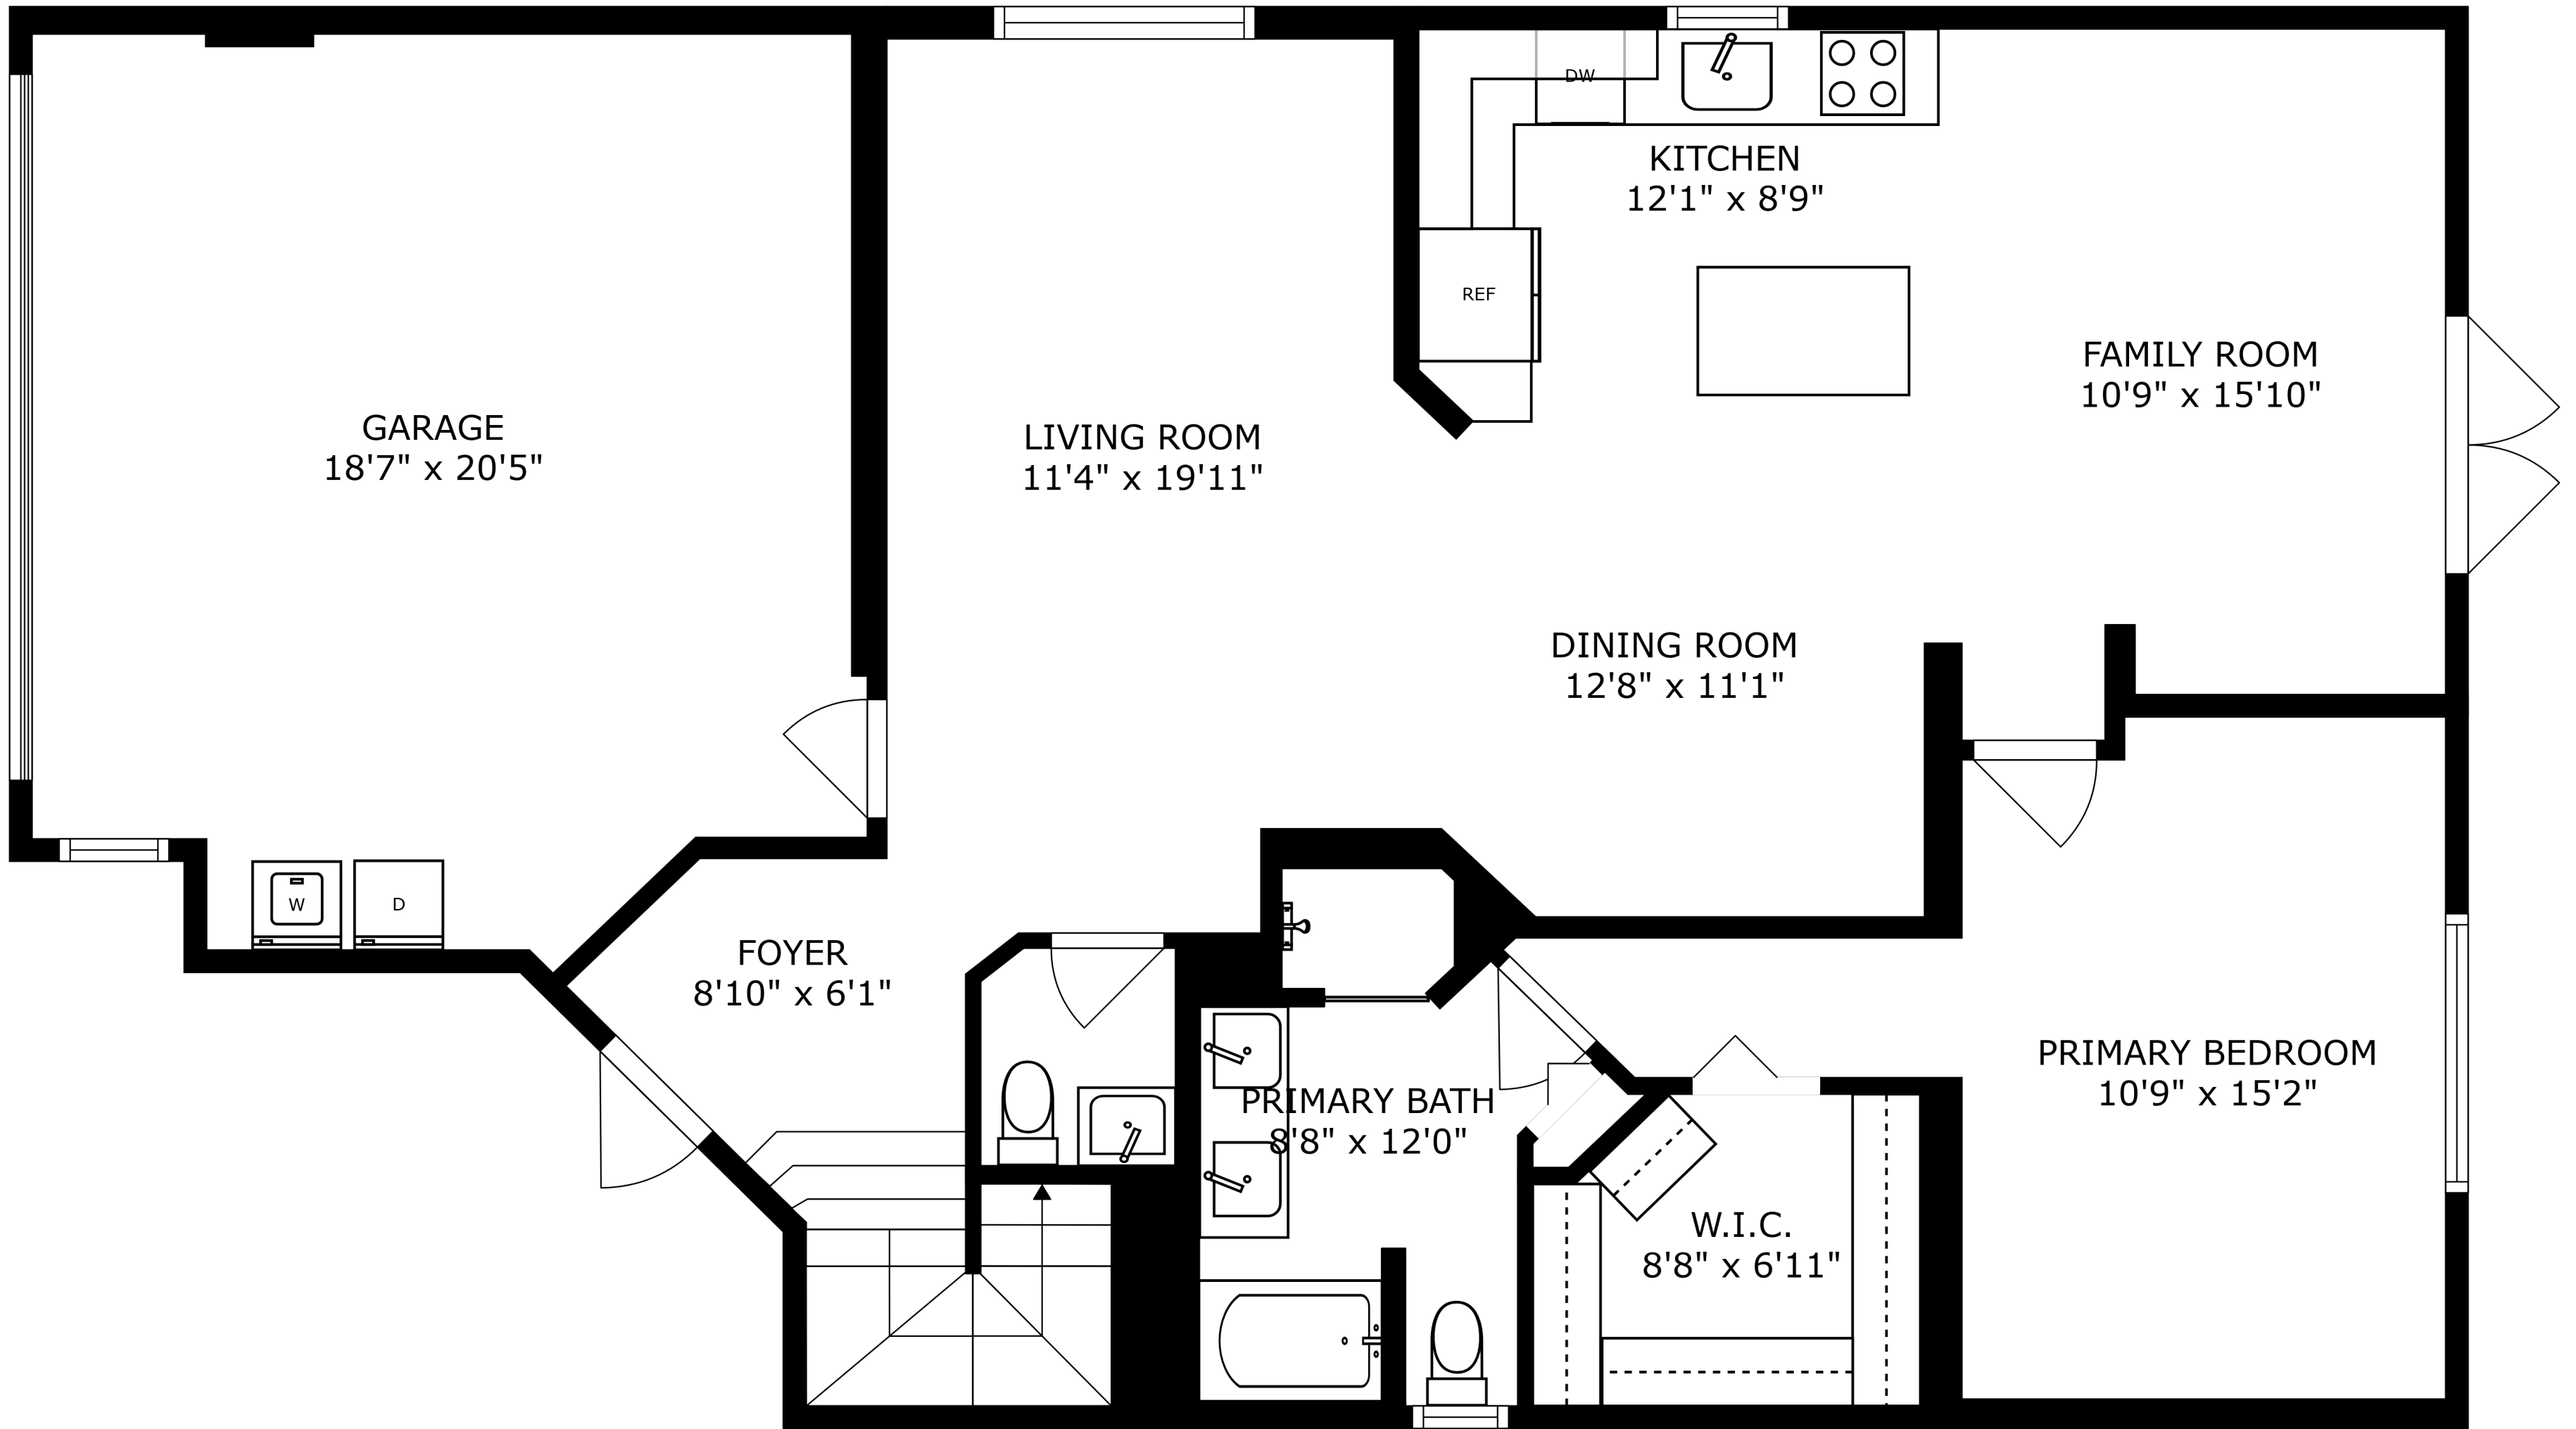 DW
KITCHEN
12'1" x 8'9"
REF
FAMILY ROOM
10'9" x 15'10"
GARAGE
18'7" x 20'5"
LIVING ROOM
11'4" x 19'11"
DINING ROOM
12'8" x 11'1"
W
D
FOYER
8'10" x 6'1"
PRIMARY BEDROOM
10'9" x 15'2"
PRIMARY BATH
8'8" x 12'0"
W.I.C.
8'8" x 6'11"